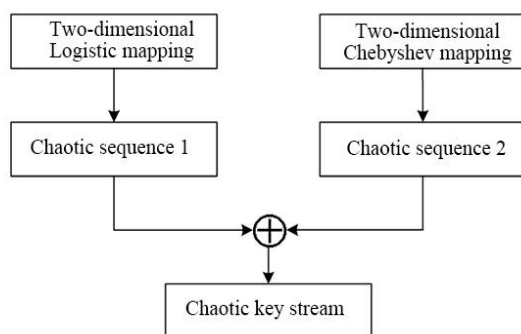 Two-dimensional
Logistic mapping
Two-dimensional
Chebyshev mapping
Chaotic sequence 1
Chaotic sequence 2
Chaotic key stream